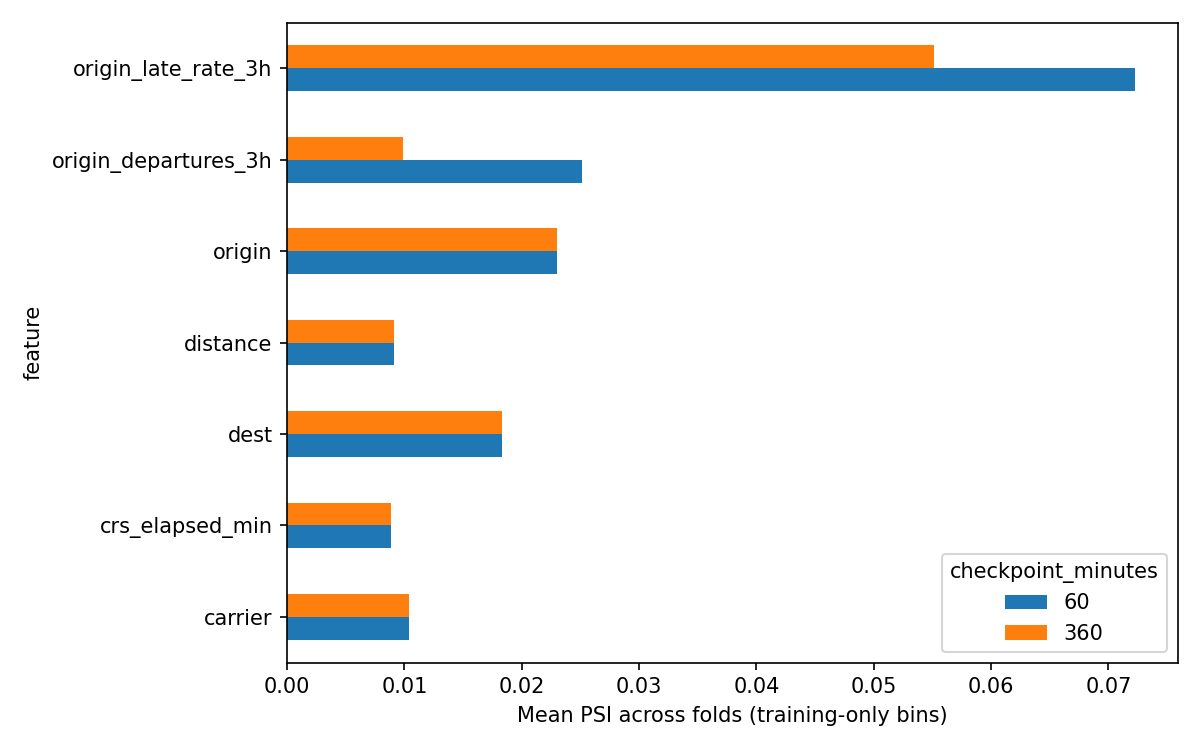 origin_late_rate_3h
origin_departures_3h
origin
distance
dest
crs_elapsed_min
carrier
feature
checkpoint_minutes
60
360
0.00 0.01 0.02 0.03 0.04 0.05 0.06 0.07
Mean PSI across folds (training-only bins)